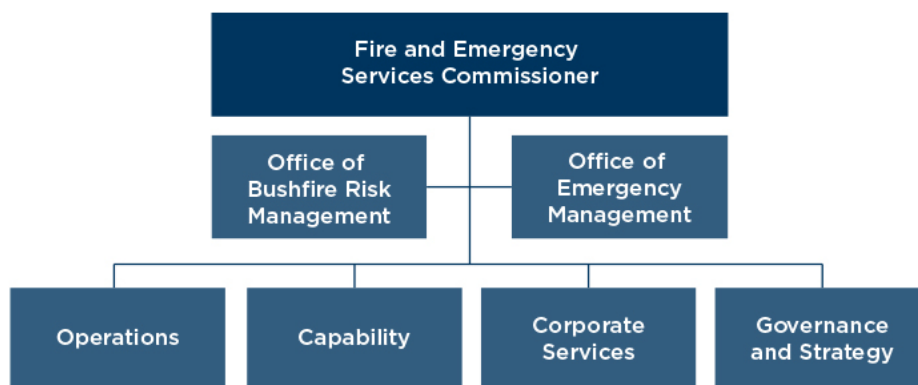 Fire and Emergency
Services Commissioner
Office of
Bushfire Risk
Management
Office of
Emergency
Management
Operations
Capability
Corporate
Services
Governance
and Strategy